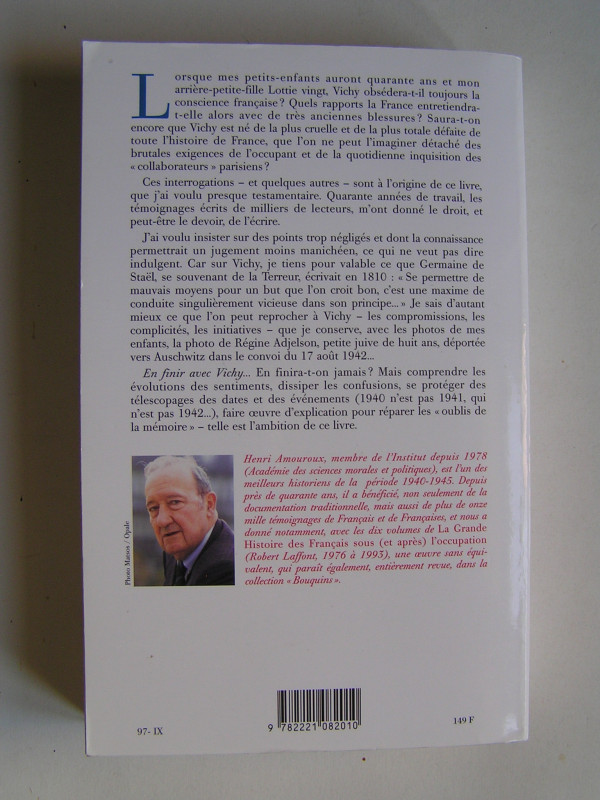 Lorsque mes petits-enfants auront quarante ans et mon
arrière-petite-fille Lottie vingt, Vichy obsédera-t-il toujours la
conscience française ? Quels rapports la France entretiendra-
t-elle alors avec de très anciennes blessures ? Saura-t-on
encore que Vichy est né de la plus cruelle et de la plus totale défaite de
toute l'histoire de France, que l'on ne peut l'imaginer détaché des
brutales exigences de l'occupant et de la quotidienne inquisition des
« collaborateurs » parisiens ?
Ces interrogations – et quelques autres – sont à l'origine de ce livre,
que j'ai voulu presque testamentaire. Quarante années de travail, les
témoignages écrits de milliers de lecteurs, m'ont donné le droit, et
peut-être le devoir, de l'écrire.
J'ai voulu insister sur des points trop négligés et dont la connaissance
permettrait un jugement moins manichéen, ce qui ne veut pas dire
indulgent. Car sur Vichy, je tiens pour valable ce que Germaine de
Staël, se souvenant de la Terreur, écrivait en 1810 : « Se permettre de
mauvais moyens pour un but que l'on croit bon, c'est une maxime de
conduite singulièrement vicieuse dans son principe... » Je sais d'autant
mieux ce que l'on peut reprocher à Vichy – les compromissions, les
complicités, les initiatives – que je conserve, avec les photos de mes
enfants, la photo de Régine Adjelson, petite juive de huit ans, déportée
vers Auschwitz dans le convoi du 17 août 1942...
En finir avec Vichy... En finira-t-on jamais ? Mais comprendre les
évolutions des sentiments, dissiper les confusions, se protéger des
télescopages des dates et des événements (1940 n'est pas 1941, qui
n'est pas 1942...), faire œuvre d'explication pour réparer les « oublis de
la mémoire » – telle est l'ambition de ce livre.
Henri Amouroux, membre de l'Institut depuis 1978
(Académie des sciences morales et politiques), est l'un des
meilleurs historiens de la période 1940-1945. Depuis
près de quarante ans, il a bénéficié, non seulement de la
documentation traditionnelle, mais aussi de plus de onze
mille témoignages de Français et de Françaises, et nous a
donné notamment, avec les dix volumes de La Grande
Histoire des Français sous (et après) l'occupation
(Robert Laffont, 1976 à 1993), une œuvre sans équi-
valent, qui paraît également, entièrement revue, dans la
collection « Bouquins ».
Photo Matsas / Opale
9 782221 082010
97- IX
149 F